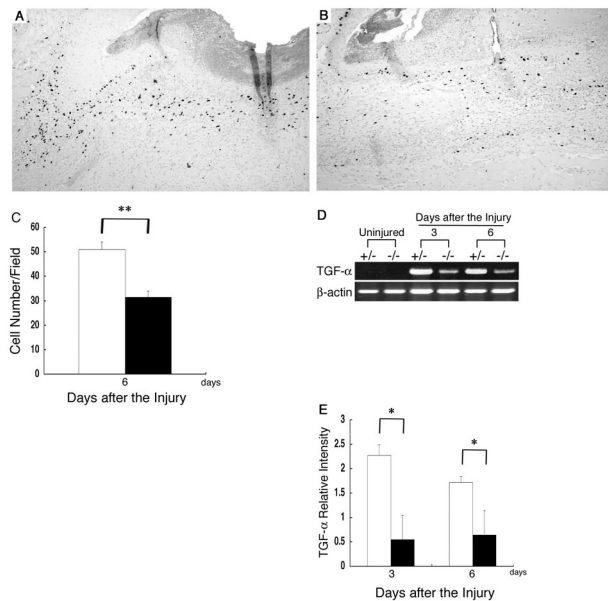 A
B
C
**
Cell Number/Field
60
50
40
30
20
10
0
6
days
Days after the Injury
D
Days after the Injury
Uninjured
3
6
+/- -/- +/- -/- +/- -/-
TGF-α
β-actin
E
TGF-α Relative Intensity
3
2.5
2
1.5
1
0.5
0
*
*
3
6
days
Days after the Injury